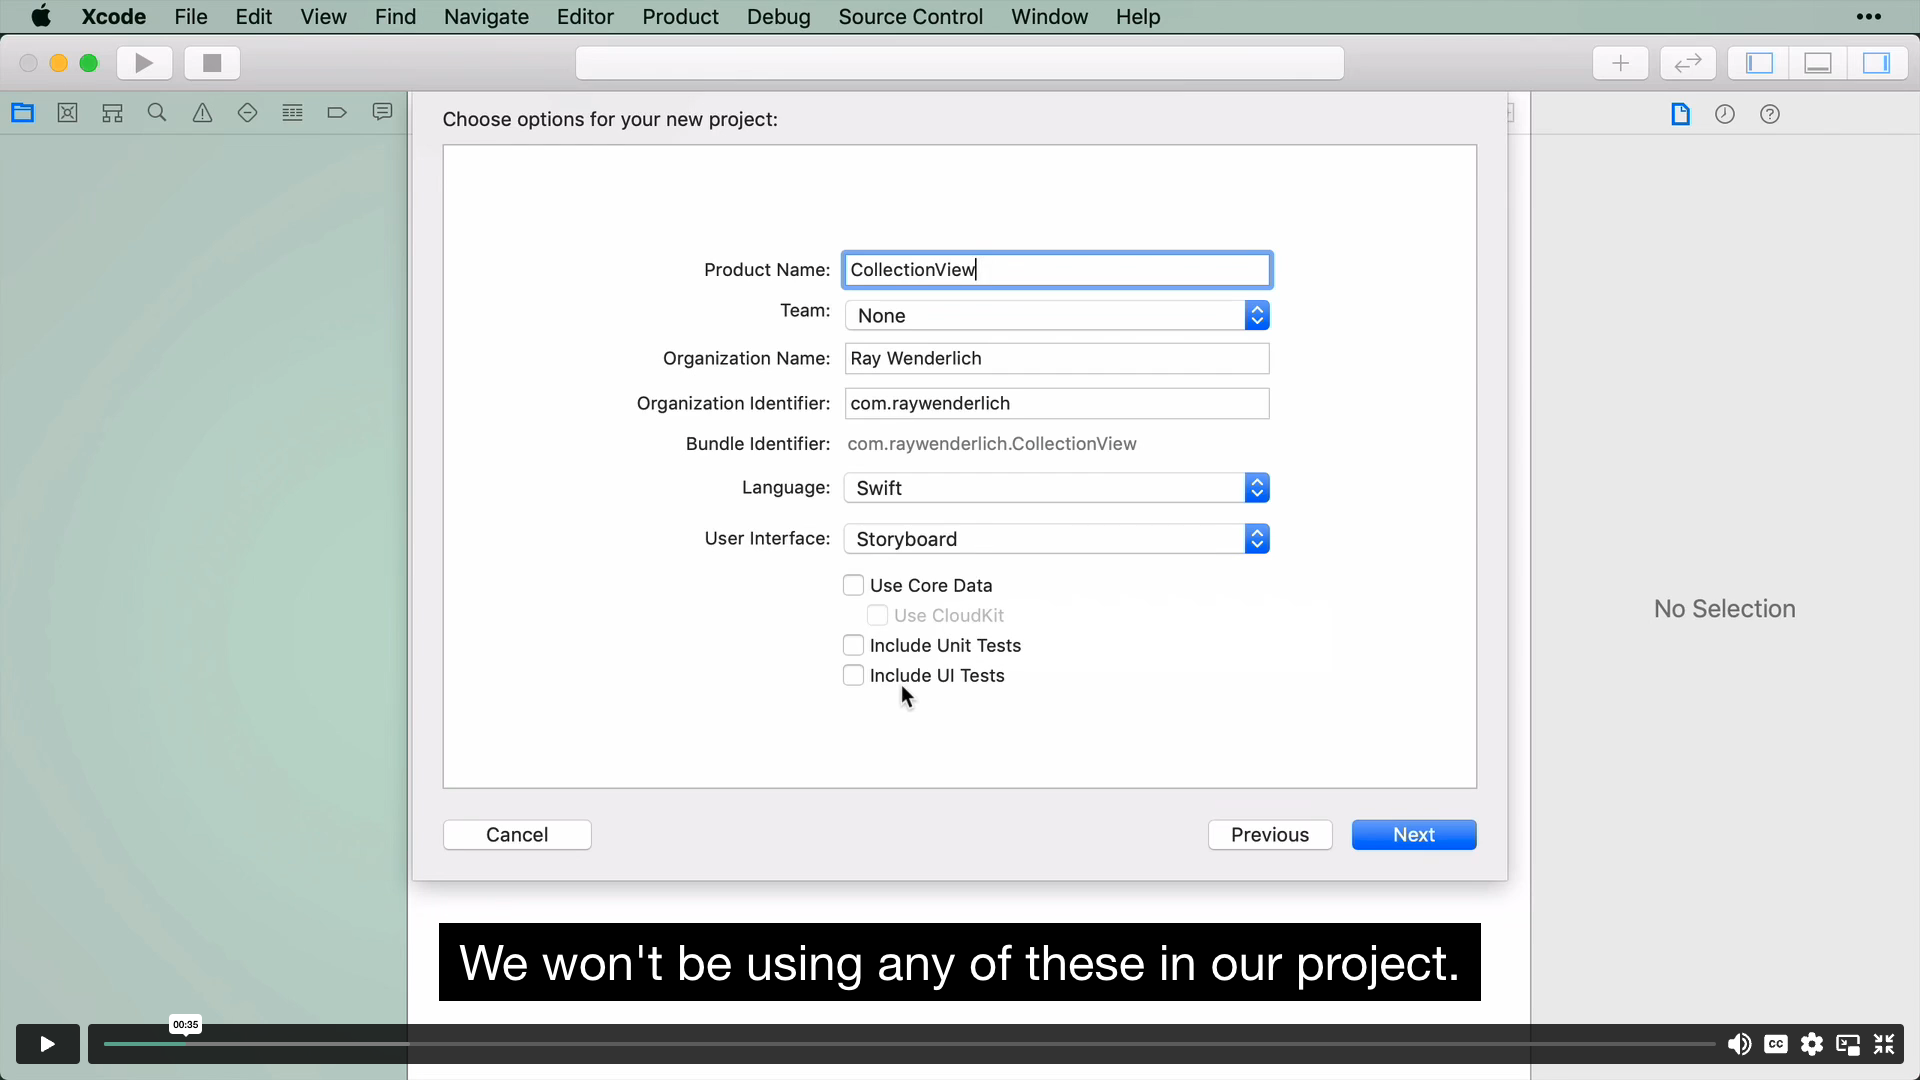 Xcode File Edit View Find Navigate Editor Product Debug Source Control Window Help
Choose options for your new project:
Product Name: CollectionView
Team: None
Organization Name: Ray Wenderlich
Organization Identifier: com.raywenderlich
Bundle Identifier: com.raywenderlich.CollectionView
Language: Swift
User Interface: Storyboard
Use Core Data
Use CloudKit
Include Unit Tests
Include UI Tests
No Selection
Cancel Previous Next
We won't be using any of these in our project.
00:35
CC